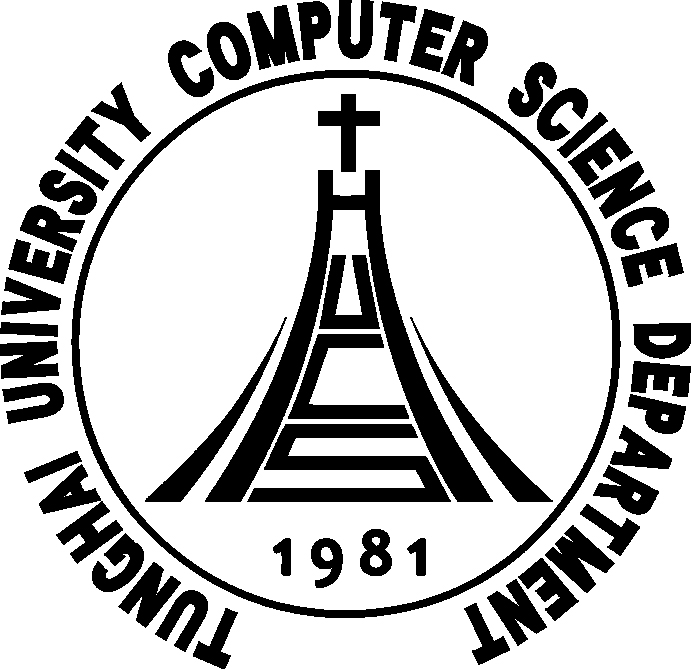 TUNGHAI UNIVERSITY COMPUTER SCIENCE DEPARTMENT
U
C
S
1981